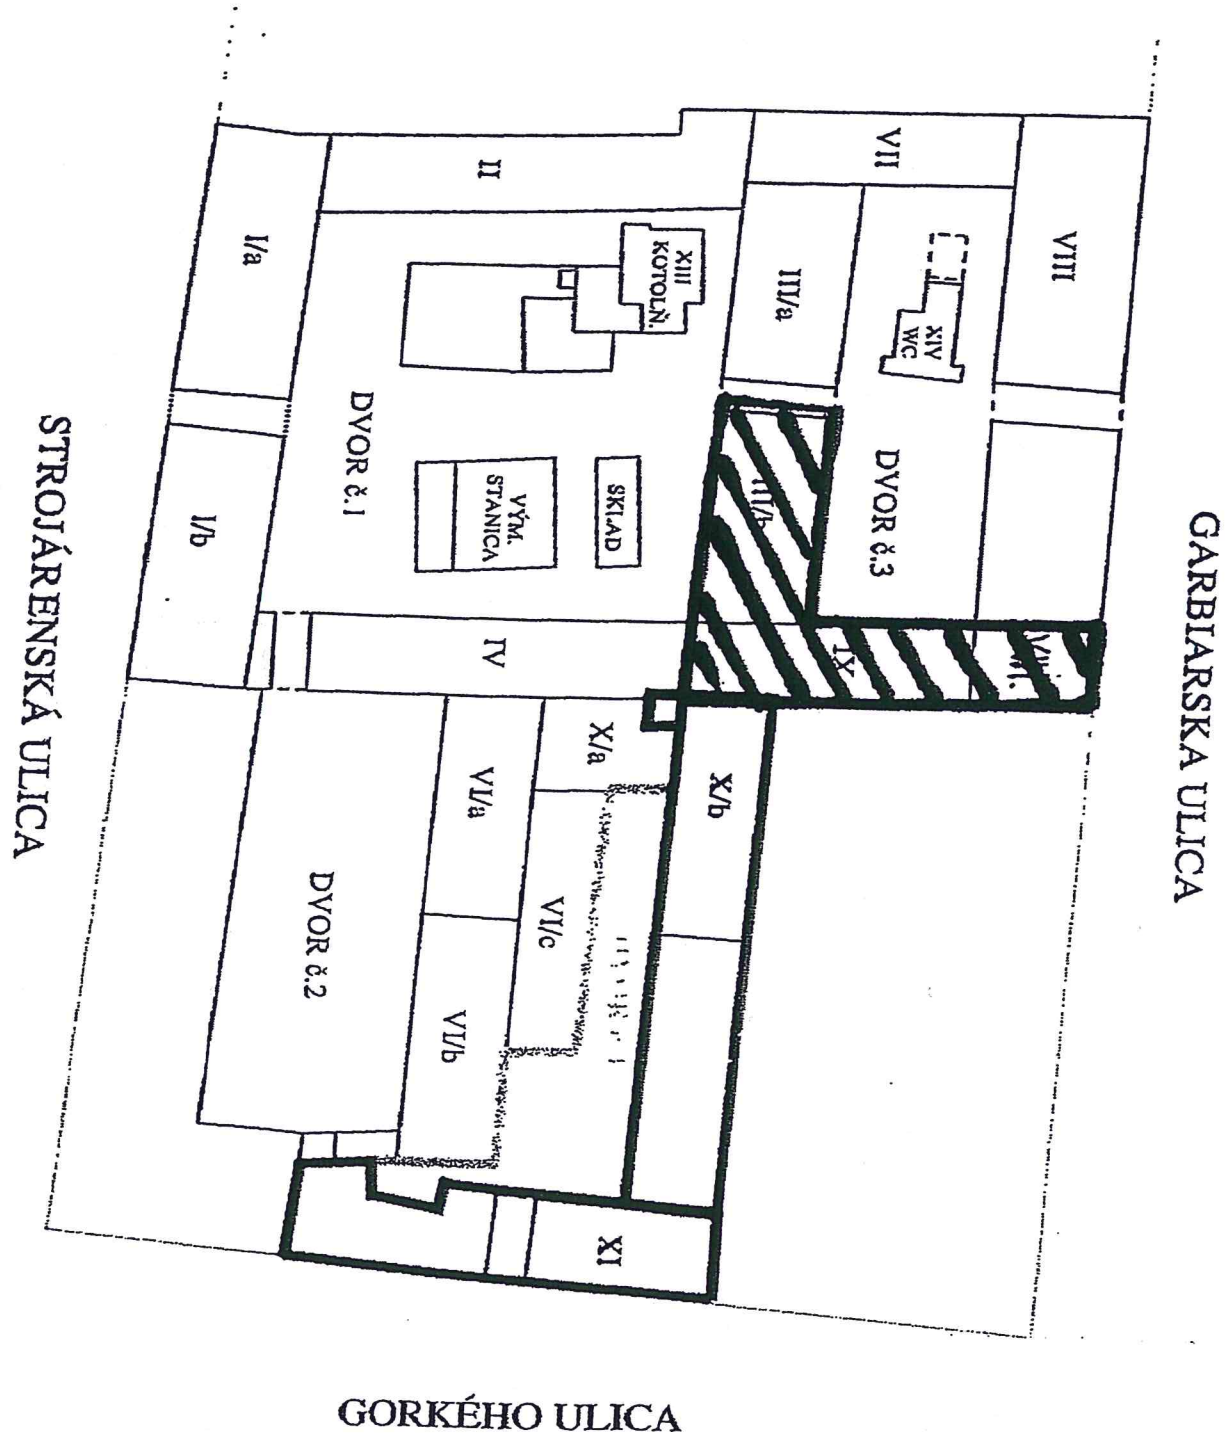 GARBIARSKA ULICA
VIII
VII
XIV
WC
DVOR č.3
III/a
III/b
IX
XIII
KOTOLŇ.
SKLAD
VÝM.
STANICA
II
DVOR č.1
I/a
I/b
IV
X/a
X/b
VI/a
VI/c
VI/b
DVOR č.2
XI
STROJÁRENSKÁ ULICA
GORKÉHO ULICA